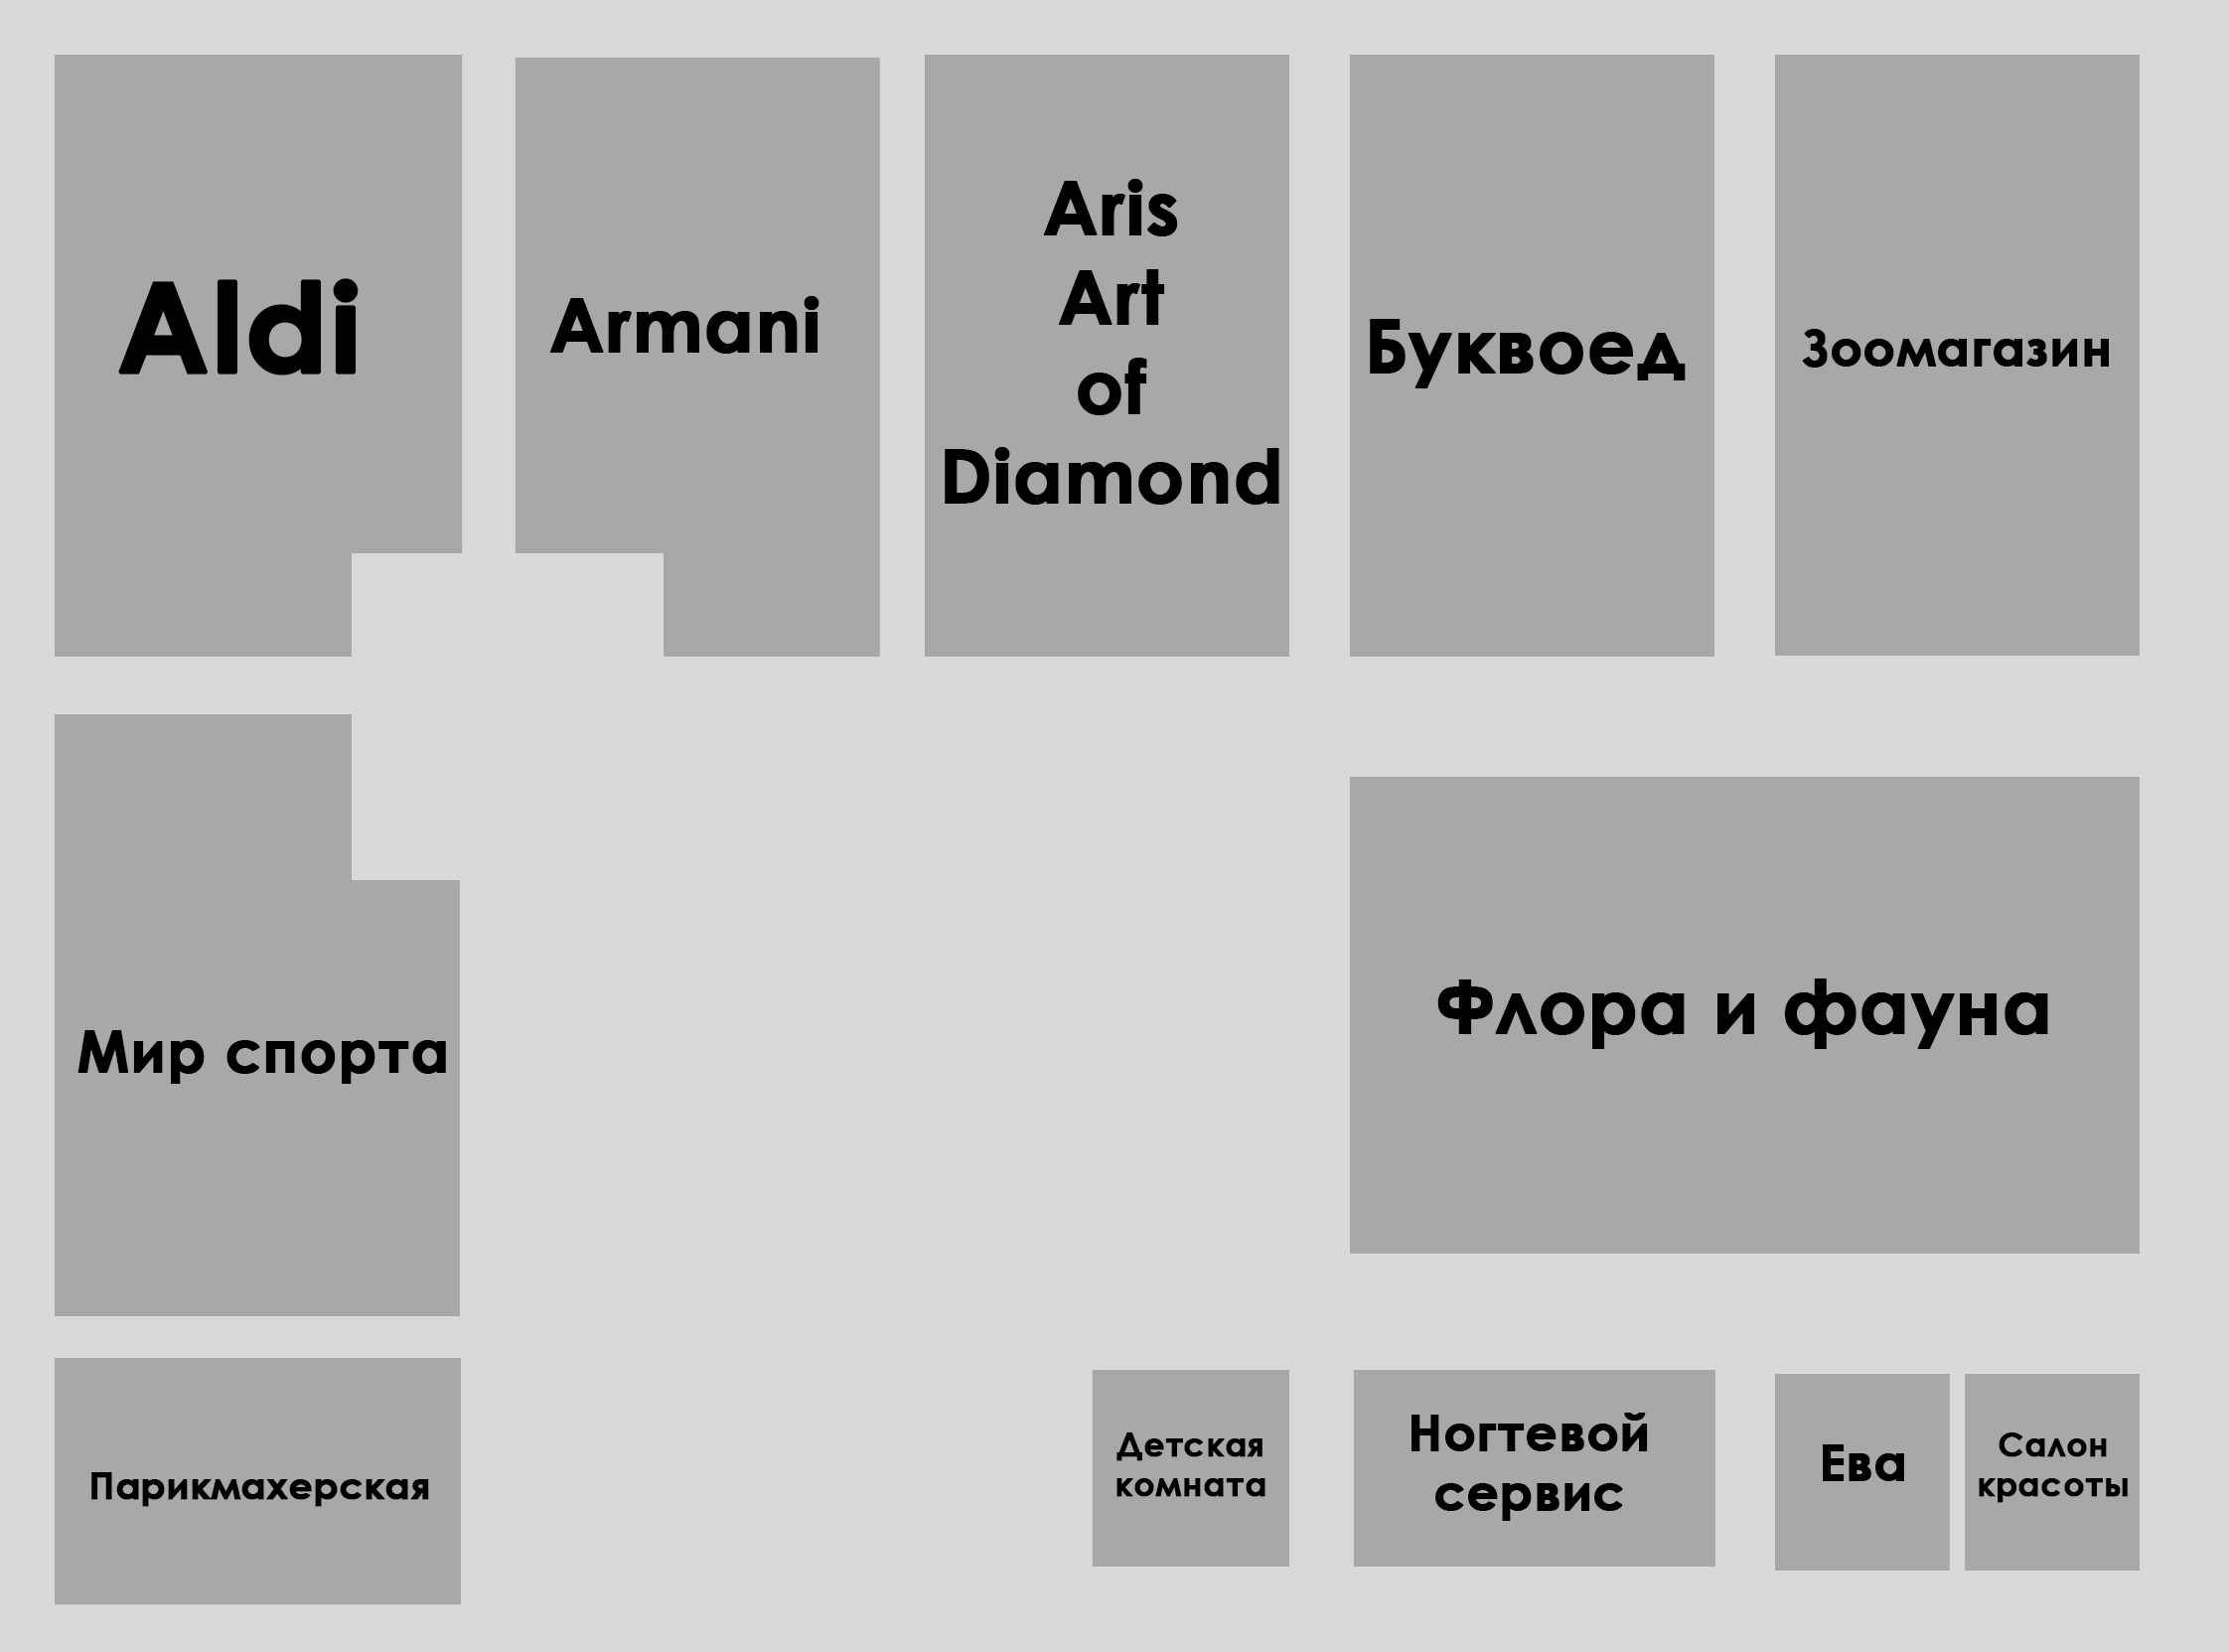 Aldi
Armani
Aris
Art
of
Diamond
Буквоед
Зоомагазин
Мир спорта
Флора и фауна
Парикмахерская
Детская
комната
Ногтевой
сервис
Ева
Салон
красоты